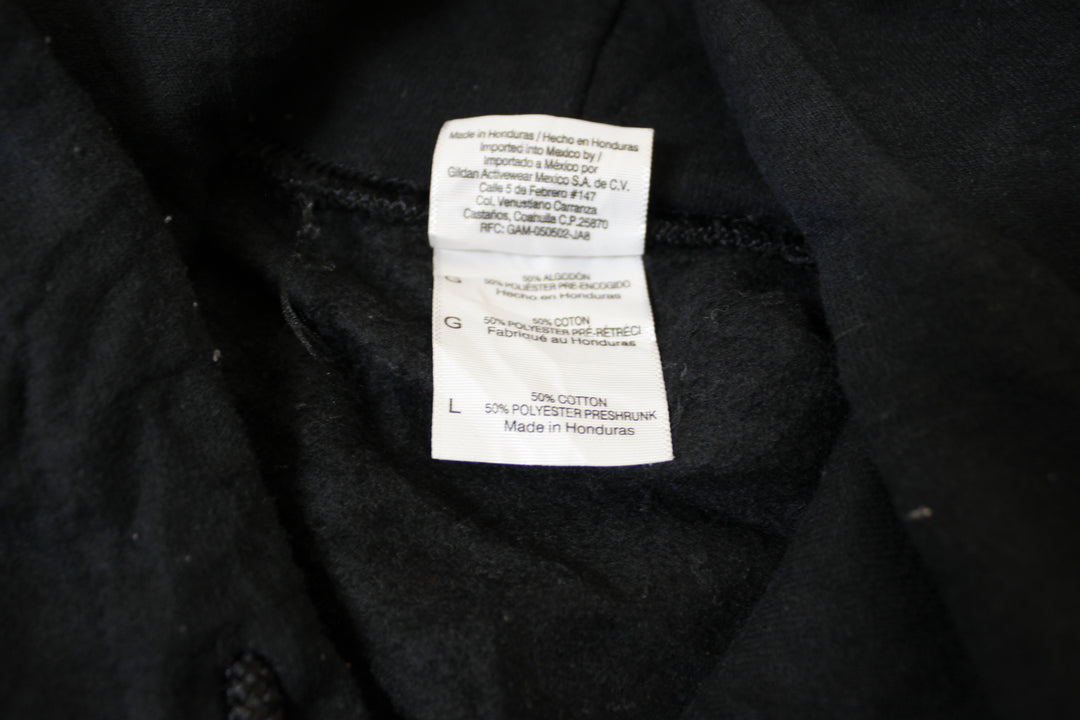 Made in Honduras / Hecho en Honduras
Imported into Mexico by /
Importado a México por
Gildan Activewear Mexico S.A. de C.V.
Calle 5 de Febrero #147
Col. Venustiano Carranza
Castaños, Coahuila C.P.25870
RFC: GAM-050502-JA8
G 50% ALGODÓN
50% POLIÉSTER PRE-ENCOGIDO
Hecho en Honduras
G 50% COTON
50% POLYESTER PRÉ-RÉTRÉCI
Fabriqué au Honduras
L 50% COTTON
50% POLYESTER PRESHRUNK
Made in Honduras